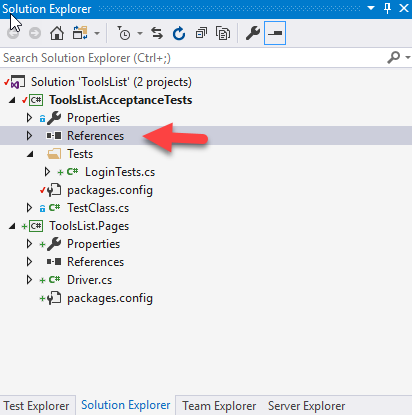 Solution Explorer
Search Solution Explorer (Ctrl+;)
Solution 'ToolsList' (2 projects)
C# ToolsList.AcceptanceTests
Properties
References
Tests
C# LoginTests.cs
packages.config
C# TestClass.cs
C# ToolsList.Pages
Properties
References
C# Driver.cs
packages.config
Test Explorer Solution Explorer Team Explorer Server Explorer